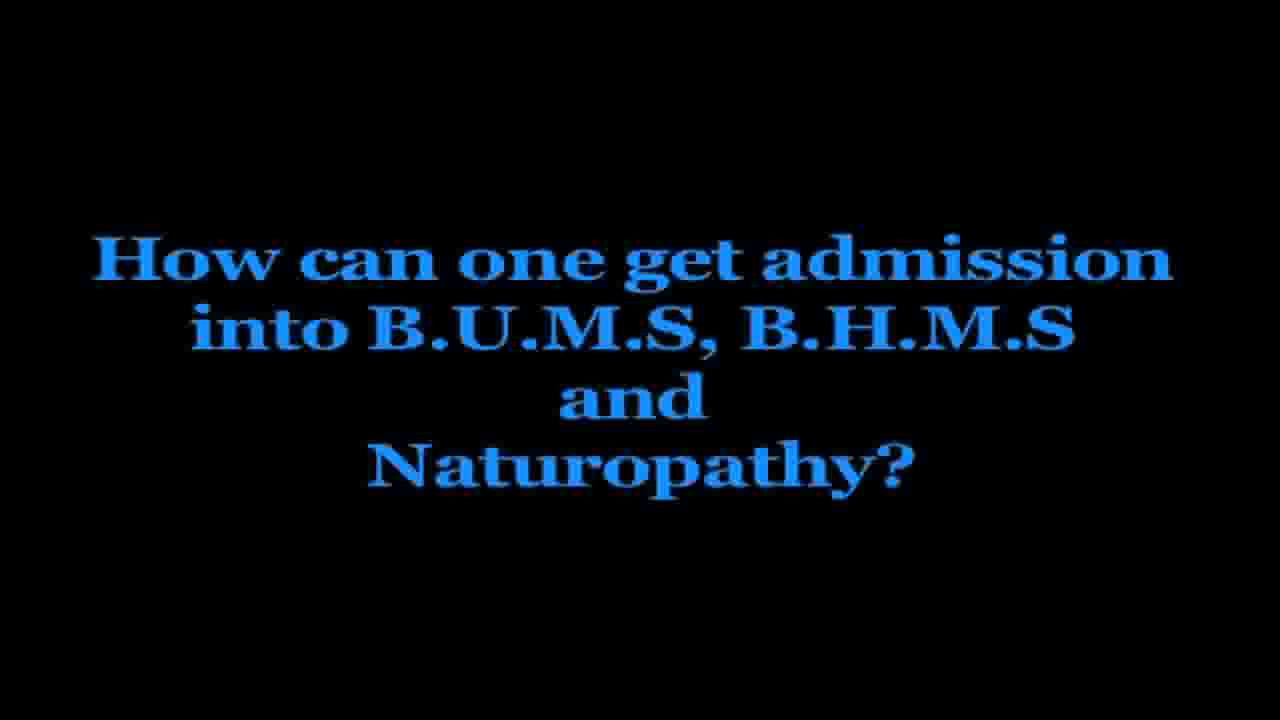 How can one get admission
into B.U.M.S, B.H.M.S
and
Naturopathy?